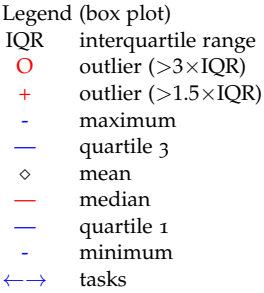 Legend (box plot)
IQR interquartile range
O outlier (>3×IQR)
+ outlier (>1.5×IQR)
- maximum
— quartile 3
⋄ mean
— median
— quartile 1
- minimum
←→ tasks